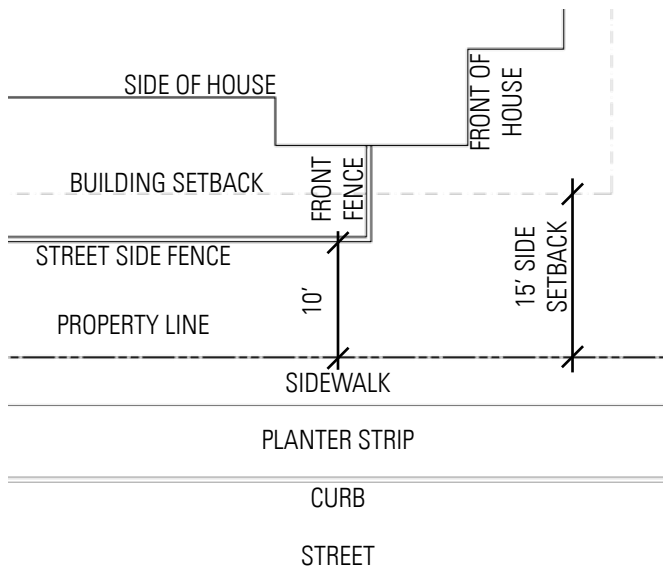 SIDE OF HOUSE
FRONT OF
HOUSE
BUILDING SETBACK
FRONT
FENCE
STREET SIDE FENCE
10’
15’ SIDE
SETBACK
PROPERTY LINE
SIDEWALK
PLANTER STRIP
CURB
STREET